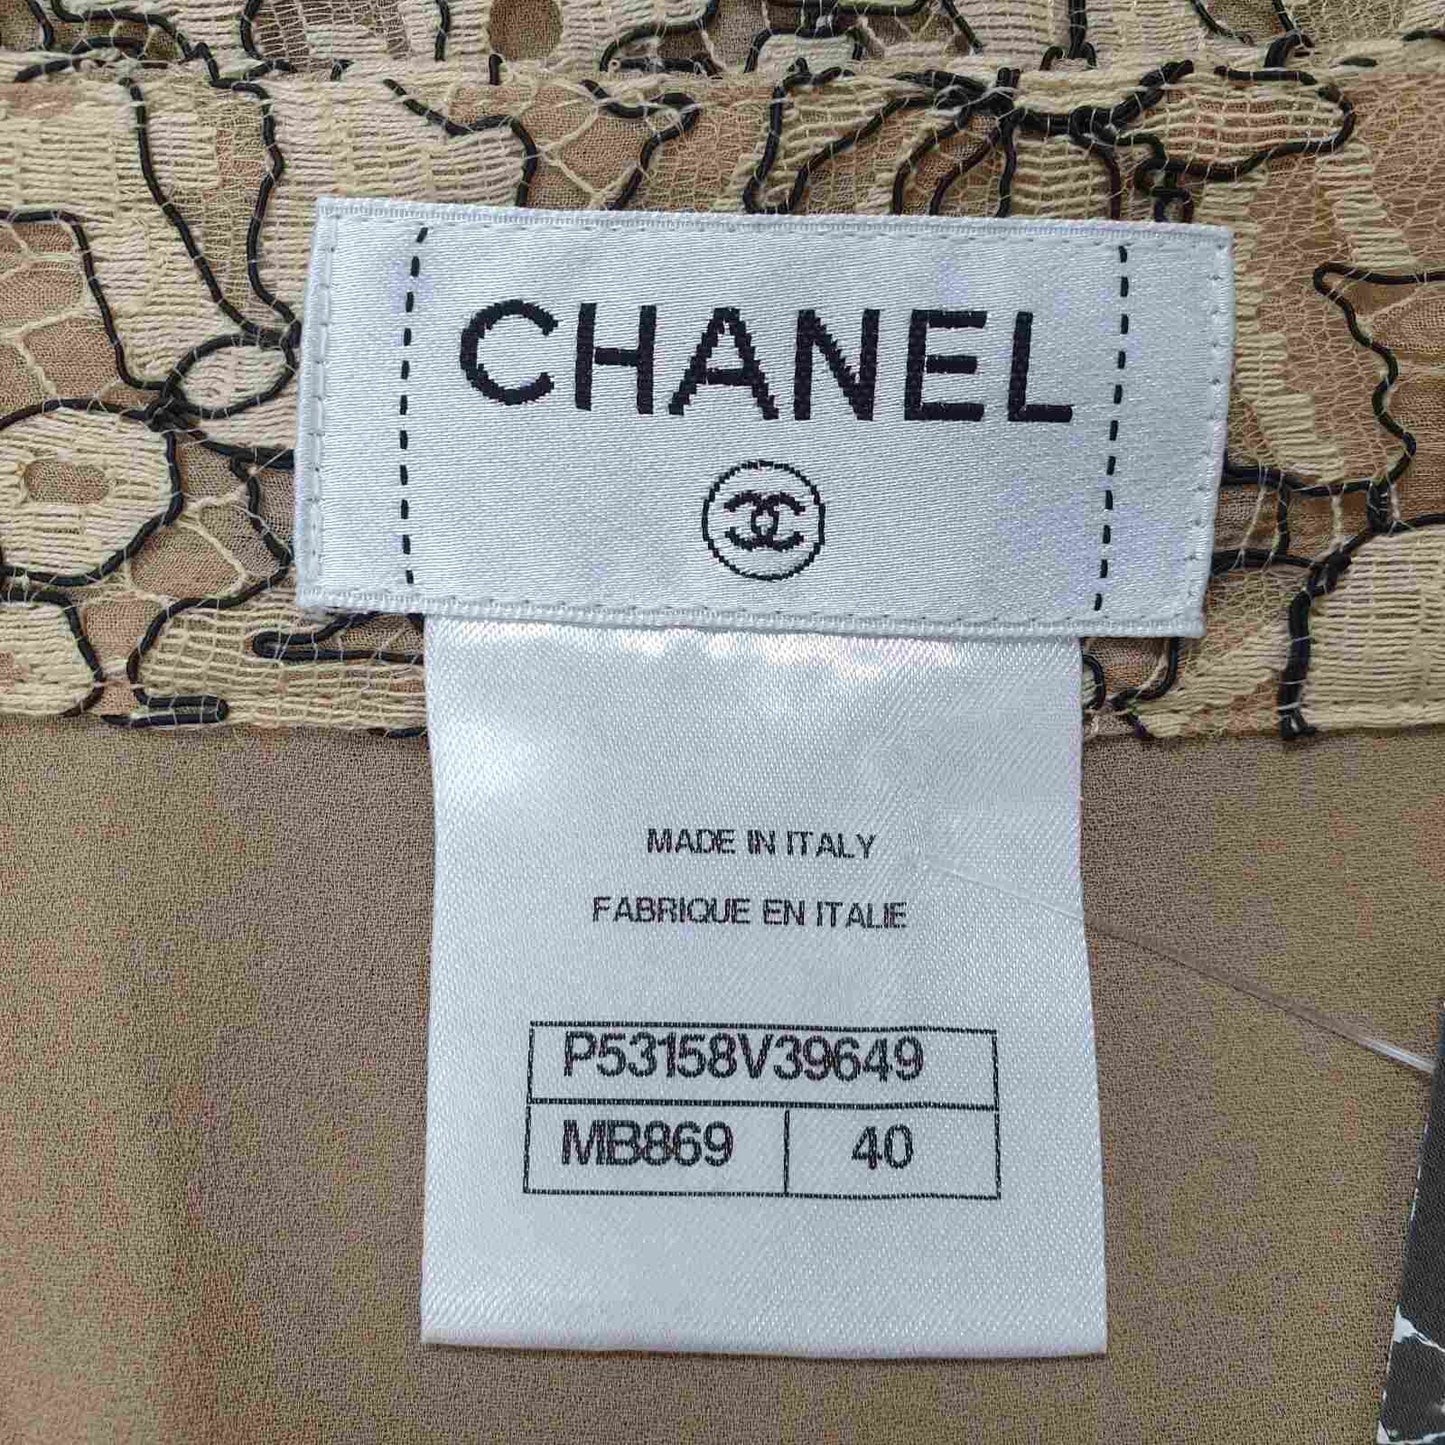 CHANEL
MADE IN ITALY
FABRIQUE EN ITALIE
P53158V39649
MB869 40